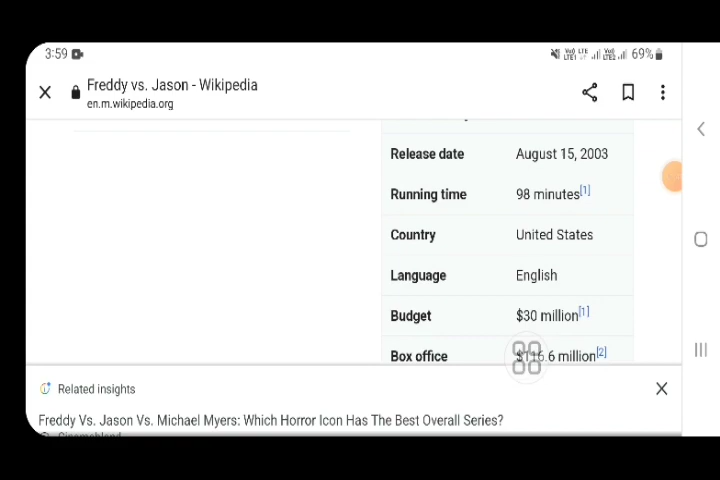 3:59
69%
Freddy vs. Jason - Wikipedia
en.m.wikipedia.org
Release date August 15, 2003
Running time 98 minutes[1]
Country United States
Language English
Budget $30 million[1]
Box office $116.6 million[2]
Related insights
Freddy Vs. Jason Vs. Michael Myers: Which Horror Icon Has The Best Overall Series?